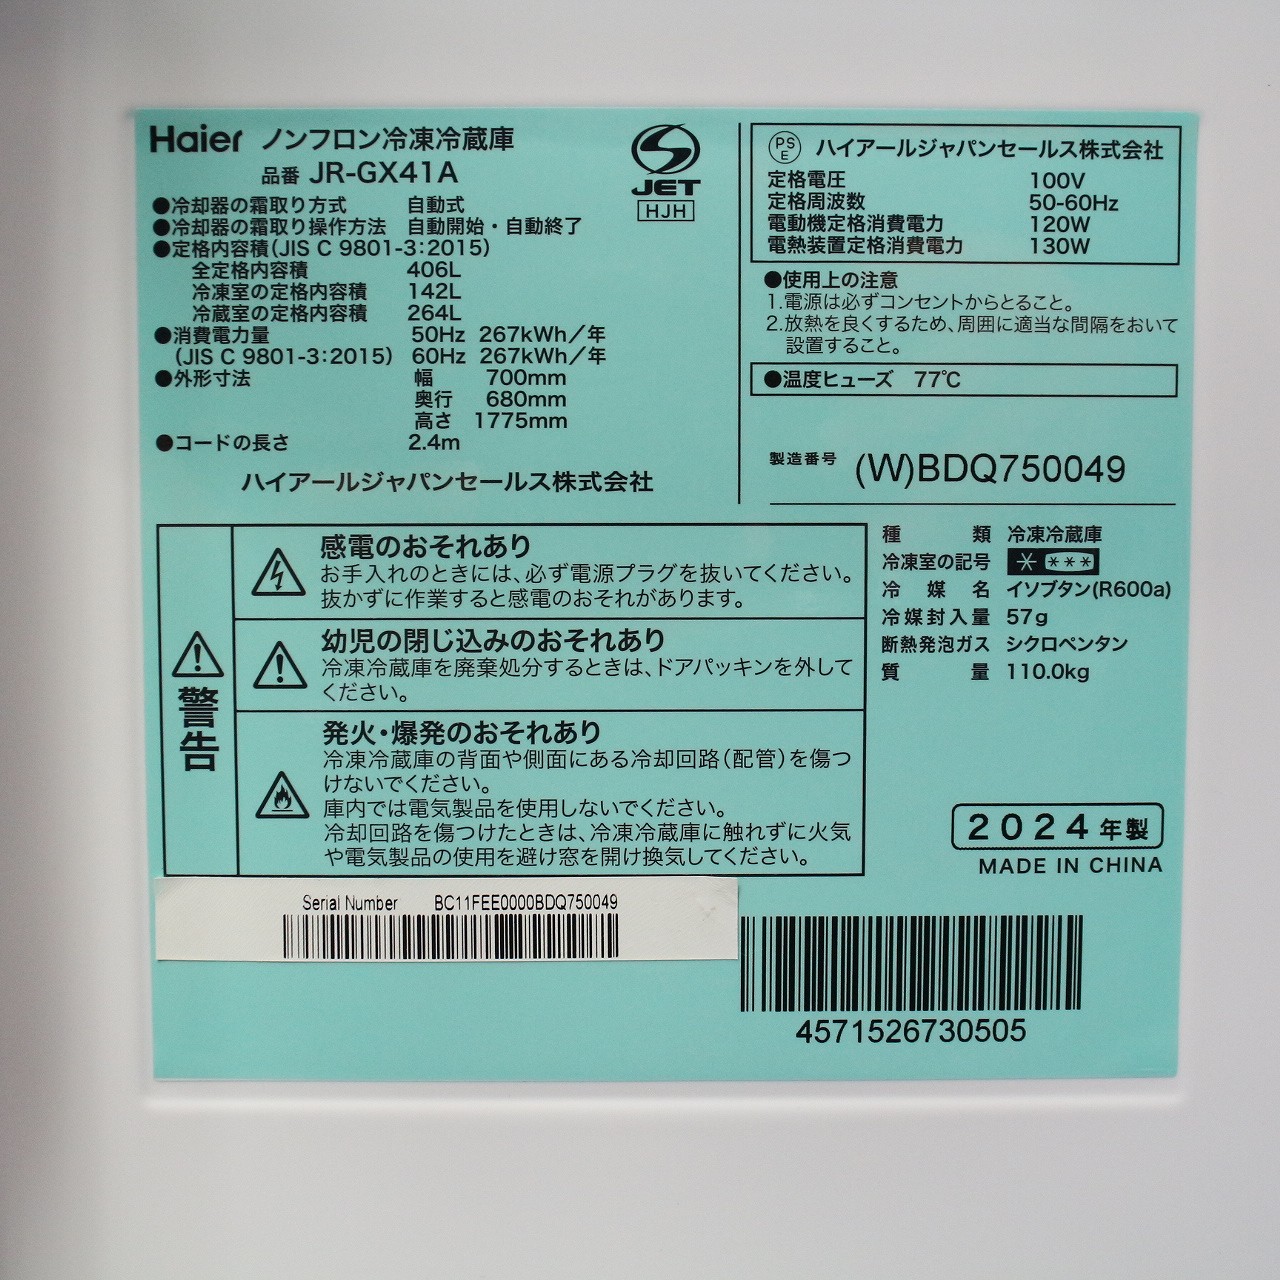 Haier ノンフロン冷凍冷蔵庫
品番 JR-GX41A
●冷却器の霜取り方式 自動式
●冷却器の霜取り操作方法 自動開始・自動終了
●定格内容積(JIS C 9801-3:2015)
全定格内容積 406L
冷凍室の定格内容積 142L
冷蔵室の定格内容積 264L
●消費電力量 50Hz 267kWh/年
(JIS C 9801-3:2015) 60Hz 267kWh/年
●外形寸法 幅 700mm
奥行 680mm
高さ 1775mm
●コードの長さ 2.4m
ハイアールジャパンセールス株式会社
JET
HJH
PS
E
ハイアールジャパンセールス株式会社
定格電圧 100V
定格周波数 50-60Hz
電動機定格消費電力 120W
電熱装置定格消費電力 130W
●使用上の注意
1.電源は必ずコンセントからとること。
2.放熱を良くするため、周囲に適当な間隔をおいて
設置すること。
●温度ヒューズ 77℃
製造番号 (W)BDQ750049
警告
感電のおそれあり
お手入れのときには、必ず電源プラグを抜いてください。
抜かずに作業すると感電のおそれがあります。
幼児の閉じ込みのおそれあり
冷凍冷蔵庫を廃棄処分するときは、ドアパッキンを外して
ください。
発火・爆発のおそれあり
冷凍冷蔵庫の背面や側面にある冷却回路(配管)を傷つ
けないでください。
庫内では電気製品を使用しないでください。
冷却回路を傷つけたときは、冷凍冷蔵庫に触れずに火気
や電気製品の使用を避け窓を開け換気してください。
種類 冷凍冷蔵庫
冷凍室の記号 * ***
冷媒名 イソブタン(R600a)
冷媒封入量 57g
断熱発泡ガス シクロペンタン
質量 110.0kg
2024年製
MADE IN CHINA
Serial Number BC11FEE0000BDQ750049
4571526730505